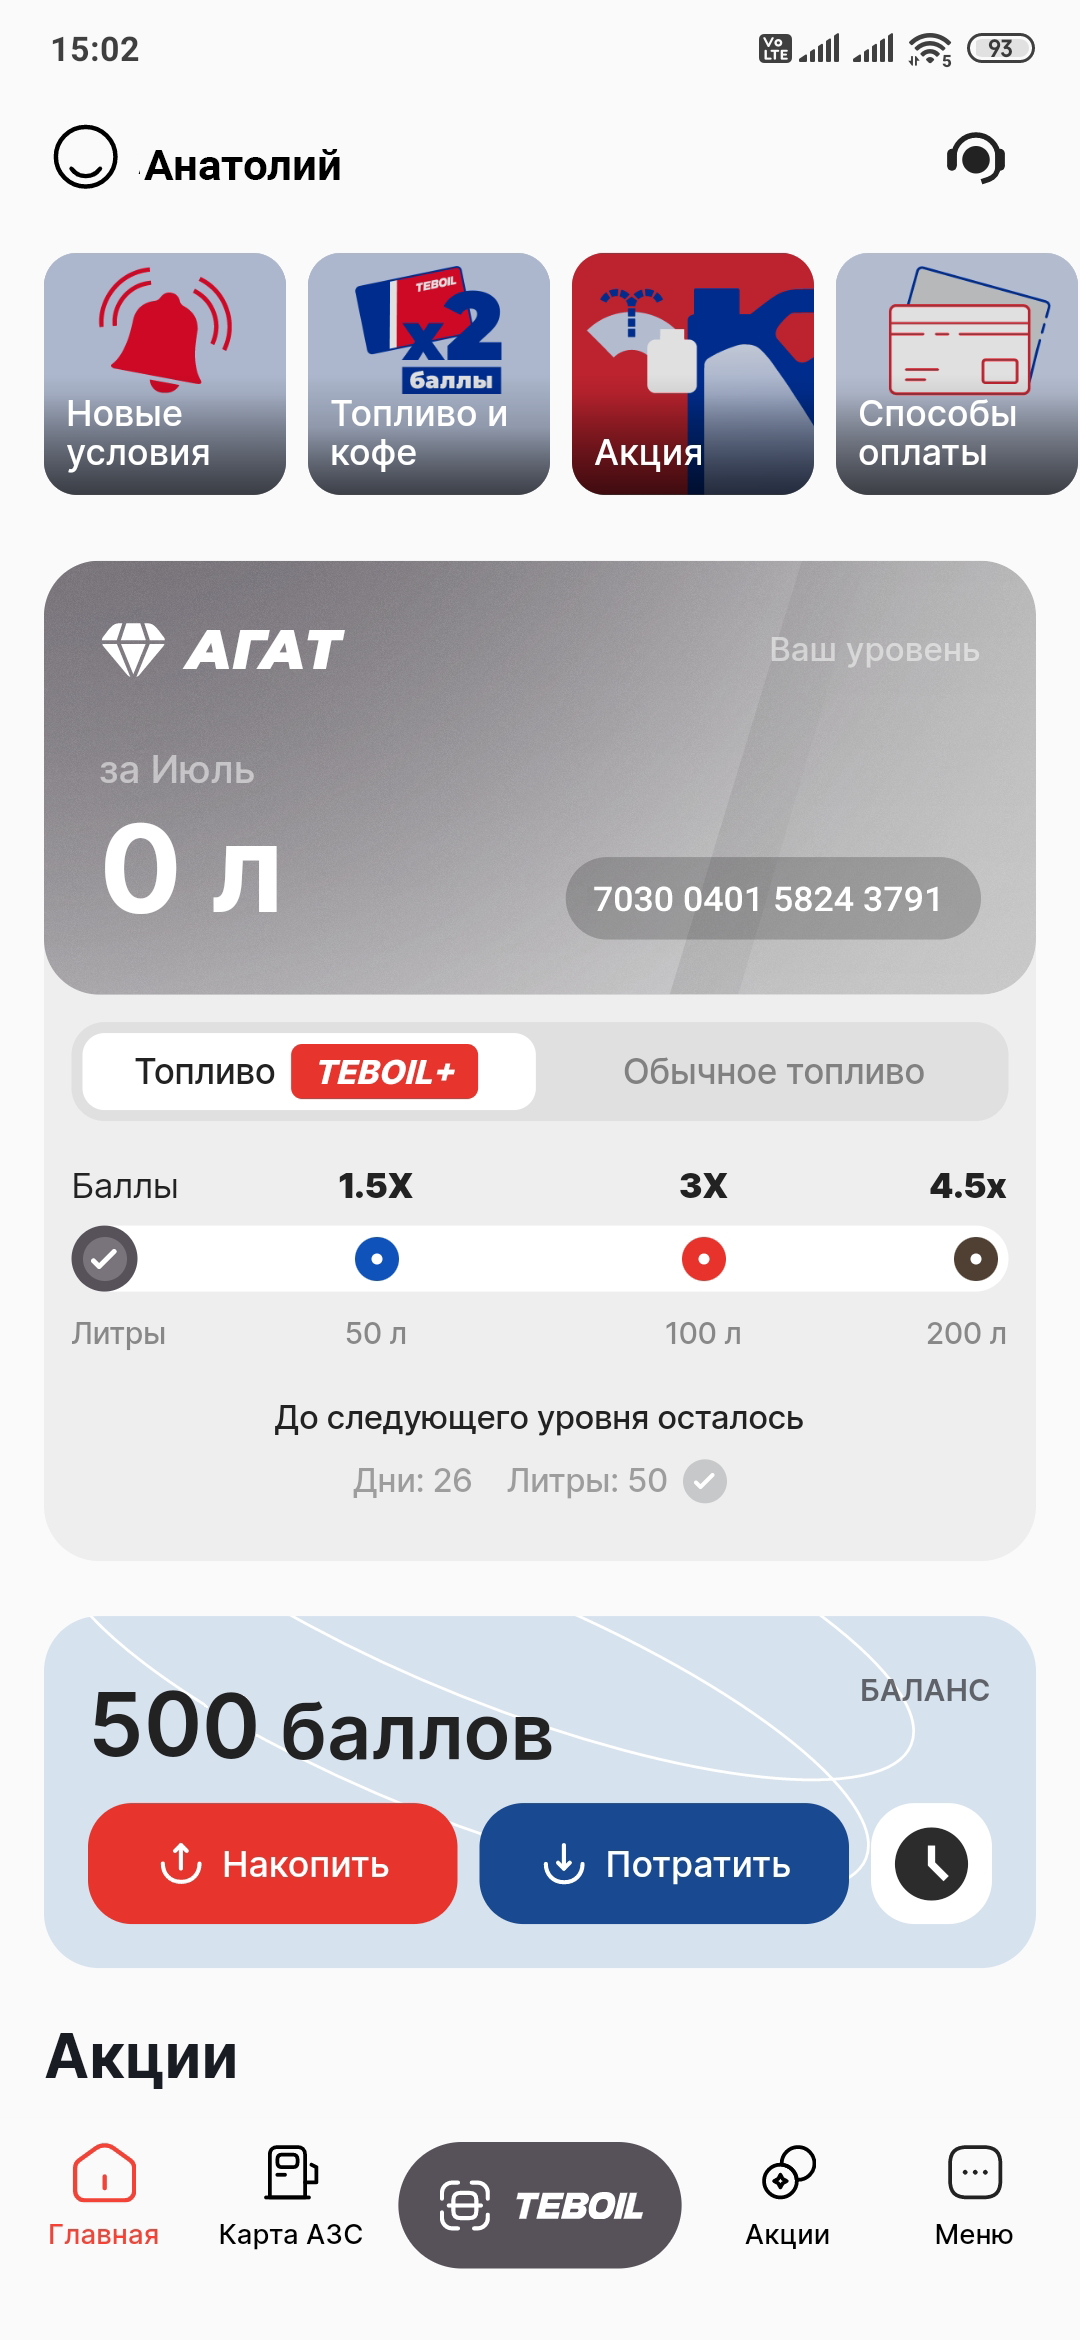 15:02
Vo
LTE
5
93
Анатолий
TEBOIL
x2
баллы
Новые
условия
Топливо и
кофе
Акция
Способы
оплаты
АГАТ
Ваш уровень
за Июль
0 л
7030 0401 5824 3791
Топливо TEBOIL+
Обычное топливо
Баллы 1.5X 3X 4.5x
Литры 50 л 100 л 200 л
До следующего уровня осталось
Дни: 26 Литры: 50
БАЛАНС
500 баллов
Накопить
Потратить
Акции
TEBOIL
Главная
Карта АЗС
Акции
Меню